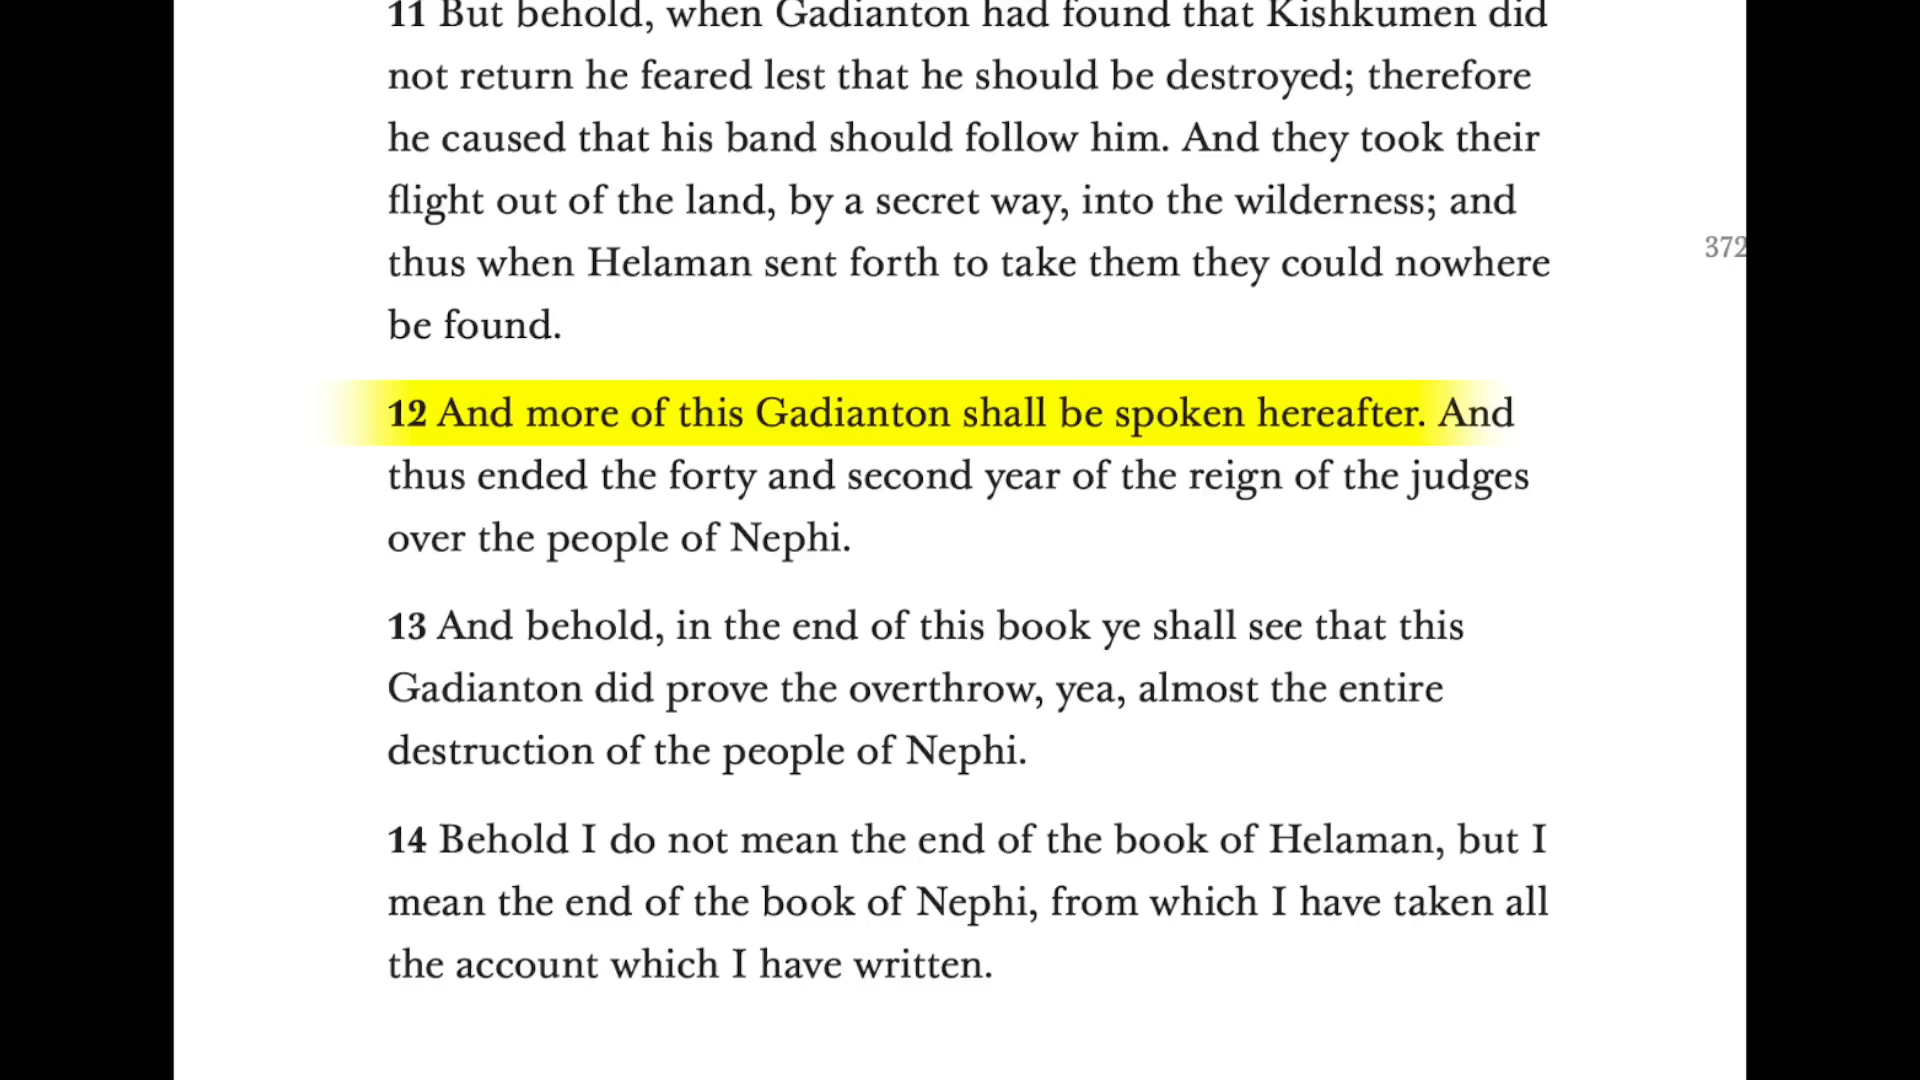 11 But behold, when Gadianton had found that Kishkumen did
not return he feared lest that he should be destroyed; therefore
he caused that his band should follow him. And they took their
flight out of the land, by a secret way, into the wilderness; and
372
thus when Helaman sent forth to take them they could nowhere
be found.
12 And more of this Gadianton shall be spoken hereafter. And
thus ended the forty and second year of the reign of the judges
over the people of Nephi.
13 And behold, in the end of this book ye shall see that this
Gadianton did prove the overthrow, yea, almost the entire
destruction of the people of Nephi.
14 Behold I do not mean the end of the book of Helaman, but I
mean the end of the book of Nephi, from which I have taken all
the account which I have written.